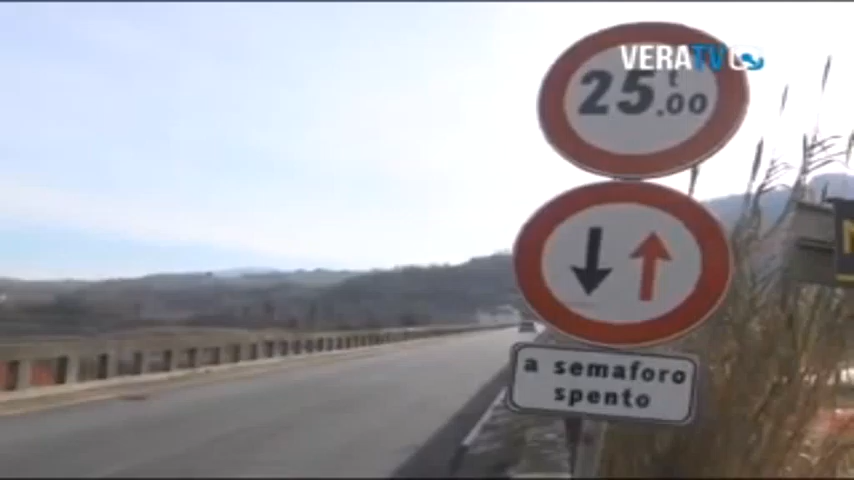 VERATV
25.00 t
a semaforo
spento
N